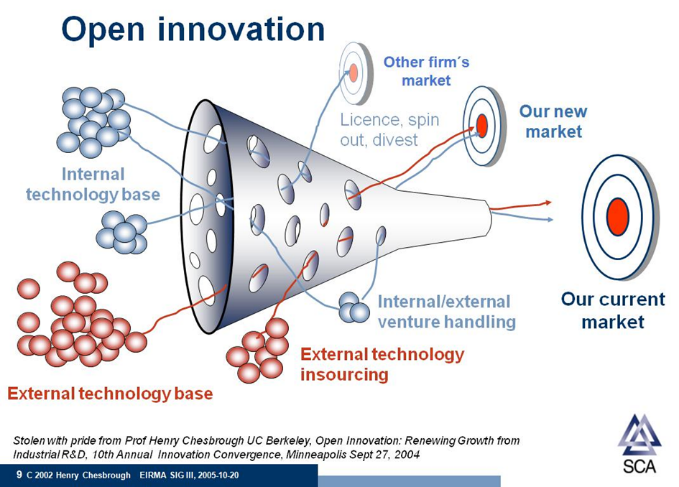 Open innovation
Other firm´s
market
Licence, spin
out, divest
Our new
market
Internal
technology base
Internal/external
venture handling
Our current
market
External technology
insourcing
External technology base
Stolen with pride from Prof Henry Chesbrough UC Berkeley, Open Innovation: Renewing Growth from
Industrial R&D, 10th Annual Innovation Convergence, Minneapolis Sept 27, 2004
SCA
9 C 2002 Henry Chesbrough EIRMA SIG III, 2005-10-20